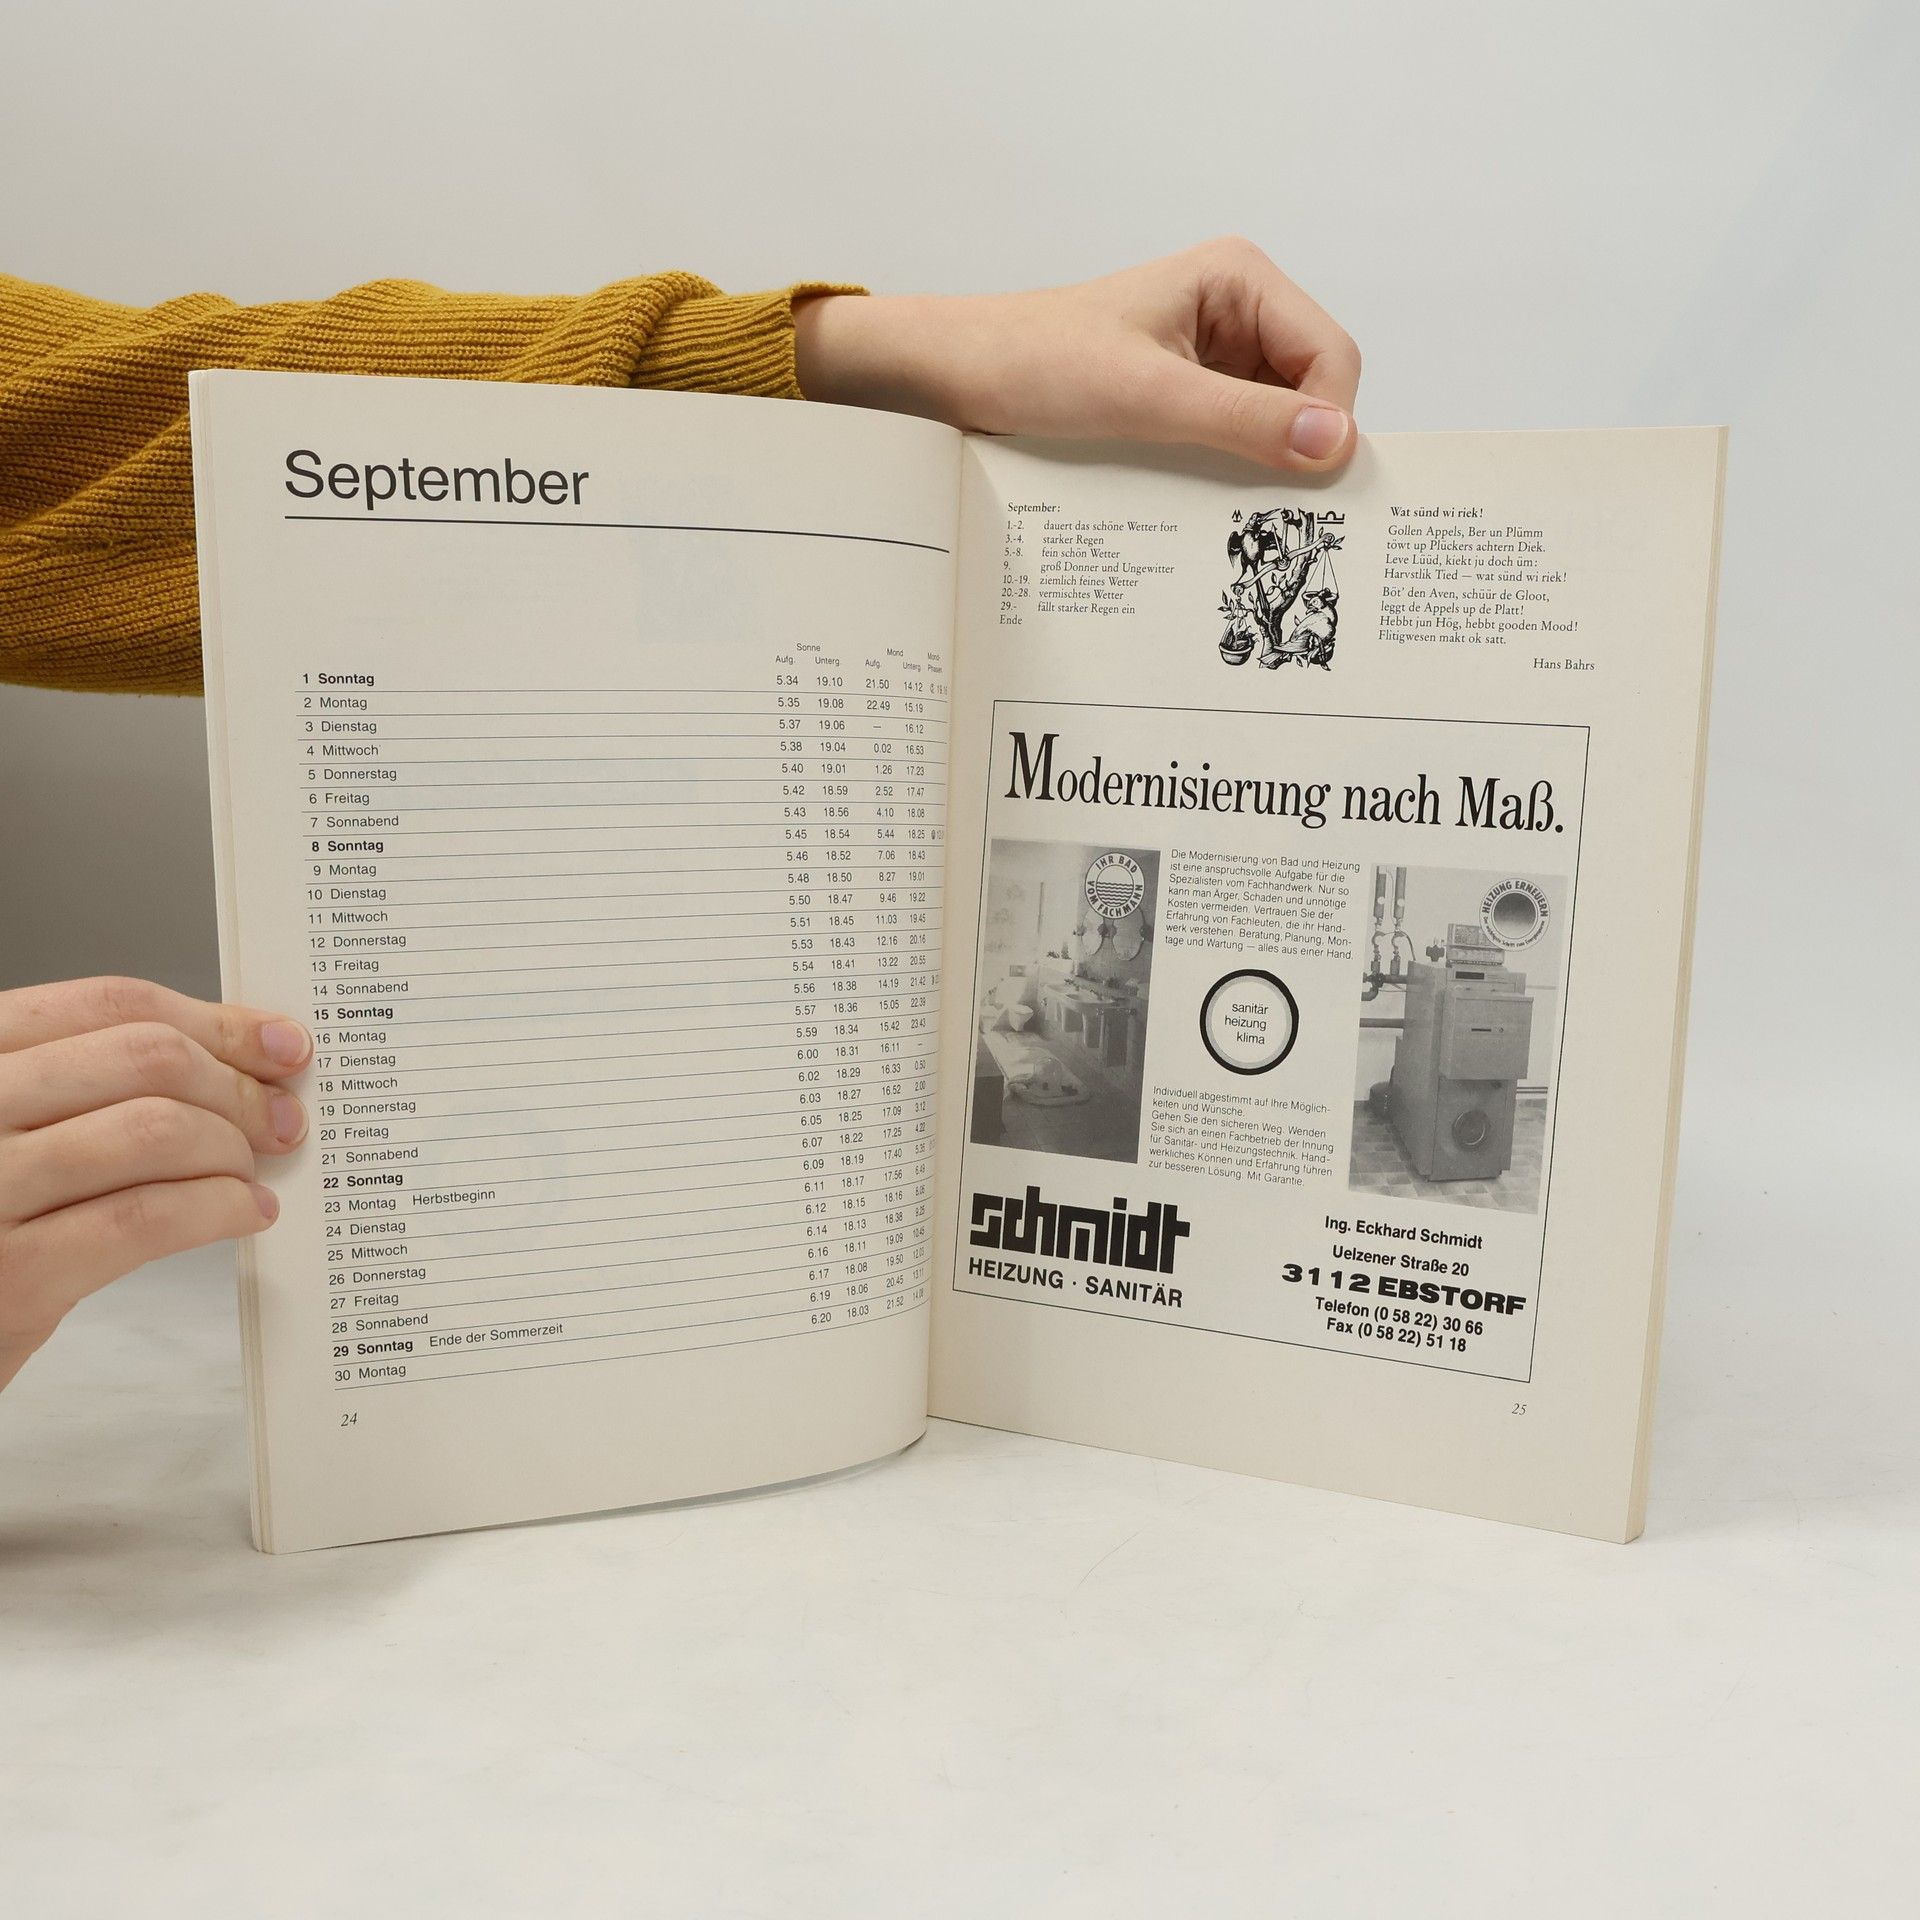 September
Sonne Mond Mond-
Aufg. Unterg. Aufg. Unterg. Phasen
1 Sonntag 5.34 19.10 21.50 14.12
2 Montag 5.35 19.08 22.49 15.19
3 Dienstag 5.37 19.06 — 16.12
4 Mittwoch 5.38 19.04 0.02 16.53
5 Donnerstag 5.40 19.01 1.26 17.23
6 Freitag 5.42 18.59 2.52 17.47
7 Sonnabend 5.43 18.56 4.10 18.08
8 Sonntag 5.45 18.54 5.44 18.25
9 Montag 5.46 18.52 7.06 18.43
10 Dienstag 5.48 18.50 8.27 19.01
11 Mittwoch 5.50 18.47 9.46 19.22
12 Donnerstag 5.51 18.45 11.03 19.45
13 Freitag 5.53 18.43 12.16 20.16
14 Sonnabend 5.54 18.41 13.22 20.55
15 Sonntag 5.56 18.38 14.19 21.42
16 Montag 5.57 18.36 15.05 22.39
17 Dienstag 5.59 18.34 15.42 23.43
18 Mittwoch 6.00 18.31 16.11 —
19 Donnerstag 6.02 18.29 16.33 0.50
20 Freitag 6.03 18.27 16.52 2.00
21 Sonnabend 6.05 18.25 17.09 3.12
22 Sonntag 6.07 18.22 17.25 4.22
23 Montag Herbstbeginn 6.09 18.19 17.40 5.35
24 Dienstag 6.11 18.17 17.56 6.49
25 Mittwoch 6.12 18.15 18.16 8.05
26 Donnerstag 6.14 18.13 18.38 9.25
27 Freitag 6.16 18.11 19.09 10.45
28 Sonnabend 6.17 18.08 19.50 12.03
29 Sonntag Ende der Sommerzeit 6.19 18.06 20.45 13.11
30 Montag 6.20 18.03 21.52 14.08
24
September:
1.-2. dauert das schöne Wetter fort
3.-4. starker Regen
5.-8. fein schön Wetter
9. groß Donner und Ungewitter
10.-19. ziemlich feines Wetter
20.-28. vermischtes Wetter
29.- fällt starker Regen ein
Ende
Wat sünd wi riek!
Gollen Appels, Ber un Plümm
töwt up Plückers achtern Diek.
Leve Lüüd, kiekt ju doch üm:
Harvstlik Tied — wat sünd wi riek!
Böt' den Aven, schüür de Gloot,
leggt de Appels up de Platt!
Hebbt jun Hög, hebbt gooden Mood!
Flitigwesen makt ok satt.
Hans Bahrs
Modernisierung nach Maß.
IHR BAD
VOM FACHMANN
Die Modernisierung von Bad und Heizung
ist eine anspruchsvolle Aufgabe für die
Spezialisten vom Fachhandwerk. Nur so
kann man Ärger, Schaden und unnötige
Kosten vermeiden. Vertrauen Sie der
Erfahrung von Fachleuten, die ihr Hand-
werk verstehen. Beratung, Planung, Mon-
tage und Wartung — alles aus einer Hand.
HEIZUNG ERNEUERN
sanitär
heizung
klima
Individuell abgestimmt auf Ihre Möglich-
keiten und Wünsche.
Gehen Sie den sicheren Weg. Wenden
Sie sich an einen Fachbetrieb der Innung
für Sanitär- und Heizungstechnik. Hand-
werkliches Können und Erfahrung führen
zur besseren Lösung. Mit Garantie.
schmidt
HEIZUNG · SANITÄR
Ing. Eckhard Schmidt
Uelzener Straße 20
3112 EBSTORF
Telefon (0 58 22) 30 66
Fax (0 58 22) 51 18
25